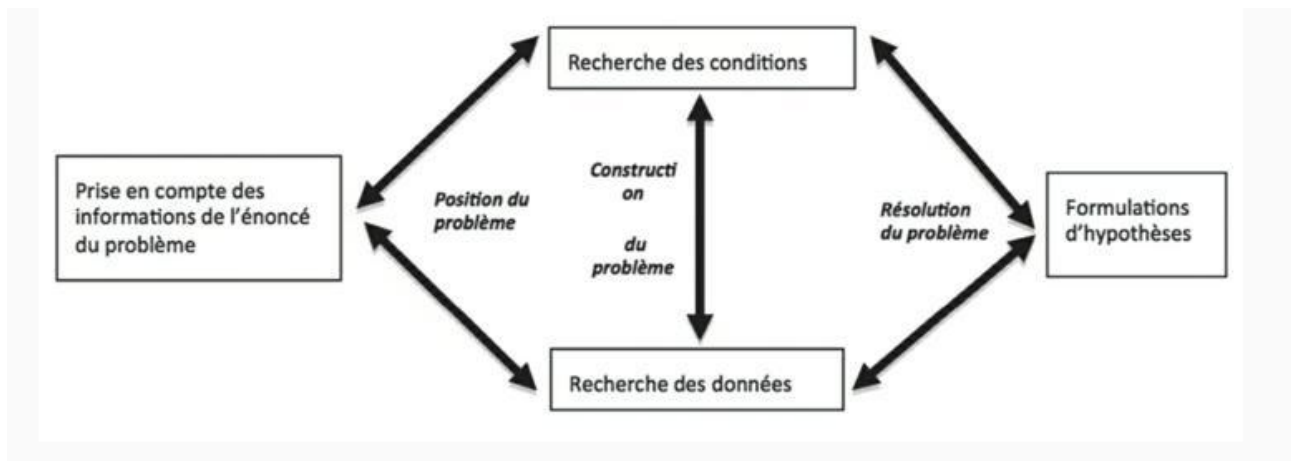 Recherche des conditions
Prise en compte des
informations de l'énoncé
du problème
Position du
problème
Constructi
on
du
problème
Résolution
du problème
Formulations
d'hypothèses
Recherche des données